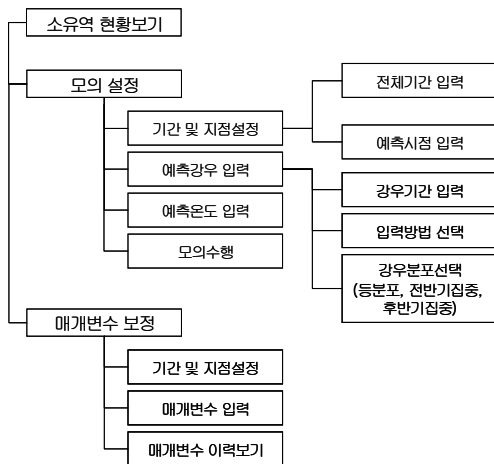 소유역 현황보기
모의 설정
기간 및 지점설정
전체기간 입력
예측시점 입력
예측강우 입력
강우기간 입력
입력방법 선택
강우분포선택
(등분포, 전반기집중,
후반기집중)
예측온도 입력
모의수행
매개변수 보정
기간 및 지점설정
매개변수 입력
매개변수 이력보기